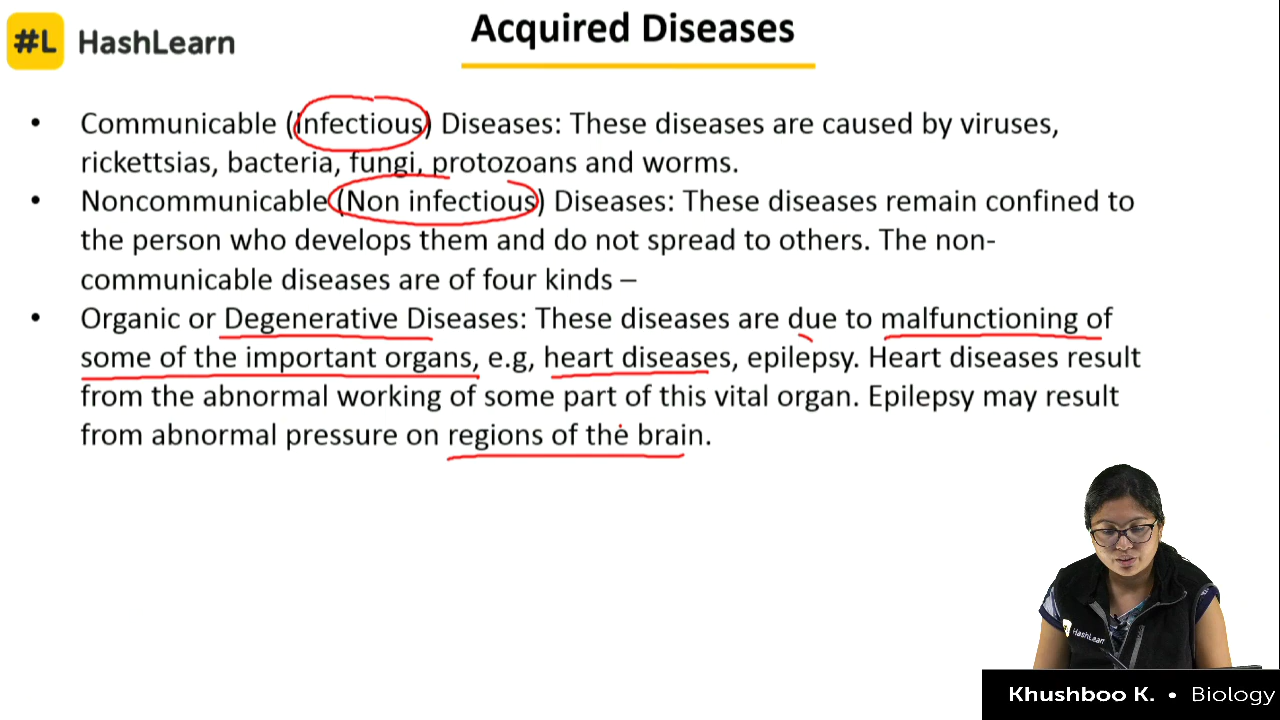 #L HashLearn
Acquired Diseases
• Communicable (Infectious) Diseases: These diseases are caused by viruses,
rickettsias, bacteria, fungi, protozoans and worms.
• Noncommunicable (Non infectious) Diseases: These diseases remain confined to
the person who develops them and do not spread to others. The non-
communicable diseases are of four kinds –
• Organic or Degenerative Diseases: These diseases are due to malfunctioning of
some of the important organs, e.g, heart diseases, epilepsy. Heart diseases result
from the abnormal working of some part of this vital organ. Epilepsy may result
from abnormal pressure on regions of the brain.
HashLearn
Khushboo K. • Biology